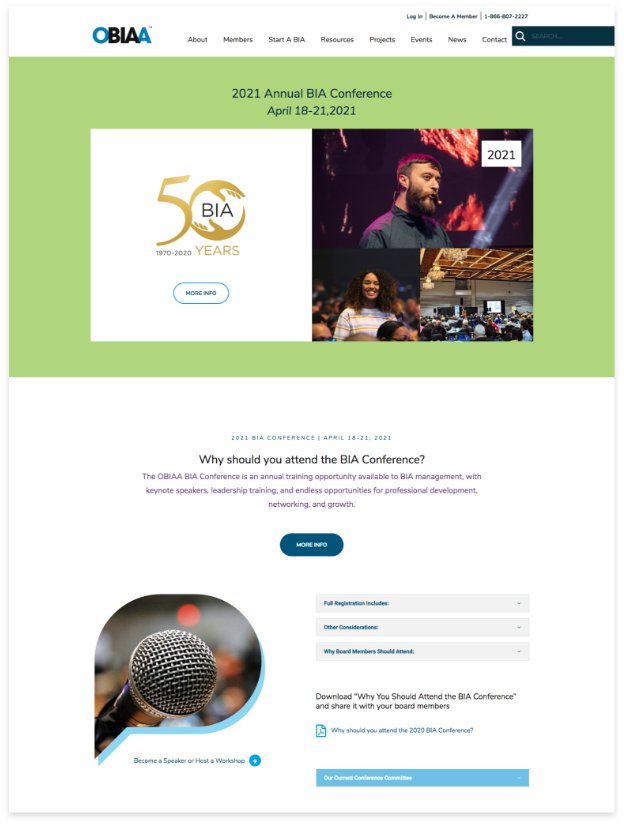 Log In | Become A Member | 1-866-807-2227
OBIAA
About Members Start A BIA Resources Projects Events News Contact SEARCH...
2021 Annual BIA Conference
April 18-21,2021
2021
50
BIA
1970-2020 YEARS
MORE INFO
2021 BIA CONFERENCE | APRIL 18-21, 2021
Why should you attend the BIA Conference?
The OBIAA BIA Conference is an annual training opportunity available to BIA management, with
keynote speakers, leadership training, and endless opportunities for professional development,
networking, and growth.
MORE INFO
Full Registration Includes:
Other Considerations:
Why Board Members Should Attend:
Download "Why You Should Attend the BIA Conference"
and share it with your board members
Why should you attend the 2020 BIA Conference?
Become a Speaker or Host a Workshop
Our Current Conference Committee